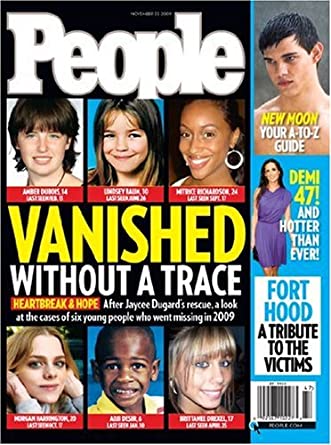 NOVEMBER 23 2009
People
AMBER DUBOIS, 14
LAST SEEN FEB. 13
LINDSEY BAUM, 10
LAST SEEN JUNE 26
MITRICE RICHARDSON, 24
LAST SEEN SEPT. 17
NEW MOON
YOUR A-TO-Z
GUIDE
VANISHED
WITHOUT A TRACE
HEARTBREAK & HOPE After Jaycee Dugard's rescue, a look
at the cases of six young people who went missing in 2009
DEMI
47!
AND
HOTTER
THAN
EVER!
FORT
HOOD
A TRIBUTE
TO THE
VICTIMS
MORGAN HARRINGTON, 20
LAST SEEN OCT. 17
ADJI DESIR, 6
LAST SEEN JAN. 10
BRITTANEE DREXEL, 17
LAST SEEN APRIL 25
47
PEOPLE.COM